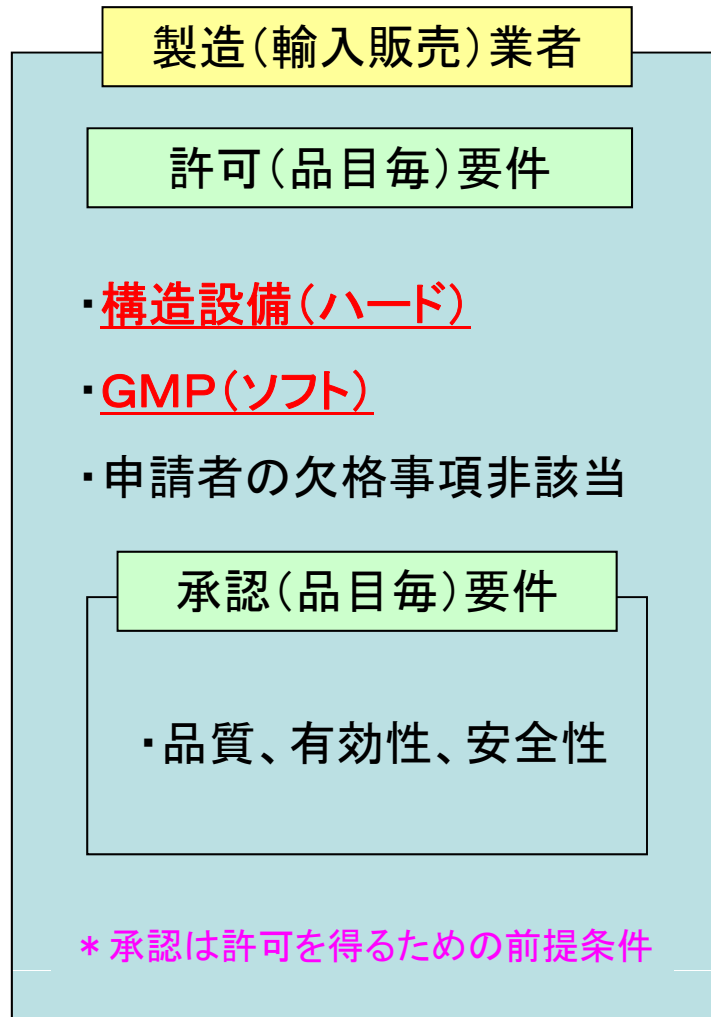 製造(輸入販売)業者
許可(品目毎)要件
・構造設備(ハード)
・GMP(ソフト)
・申請者の欠格事項非該当
承認(品目毎)要件
・品質、有効性、安全性
*承認は許可を得るための前提条件